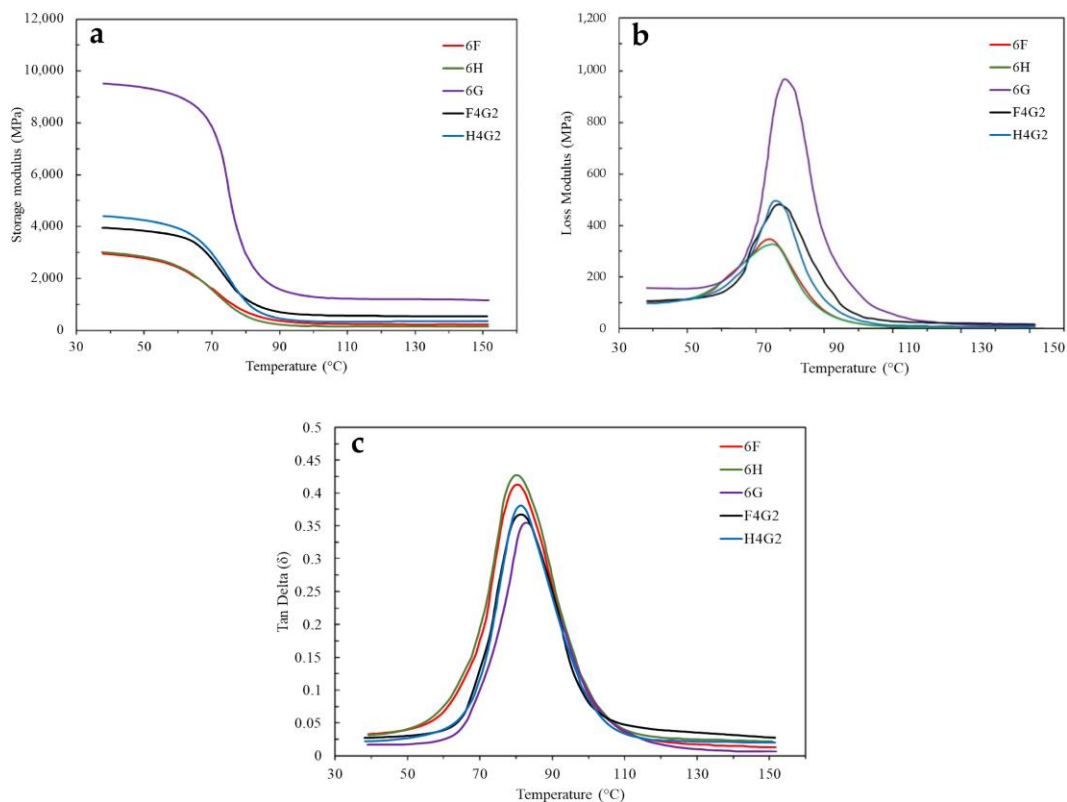 a
12,000
10,000
8,000
6,000
4,000
2,000
0
Storage modulus (MPa)
30 50 70 90 110 130 150
Temperature (°C)
6F
6H
6G
F4G2
H4G2
b
1,200
1,000
800
600
400
200
0
Loss Modulus (MPa)
30 50 70 90 110 130 150
Temperature (°C)
6F
6H
6G
F4G2
H4G2
c
0.5
0.45
0.4
0.35
0.3
0.25
0.2
0.15
0.1
0.05
0
Tan Delta (δ)
30 50 70 90 110 130 150
Temperature (°C)
6F
6H
6G
F4G2
H4G2